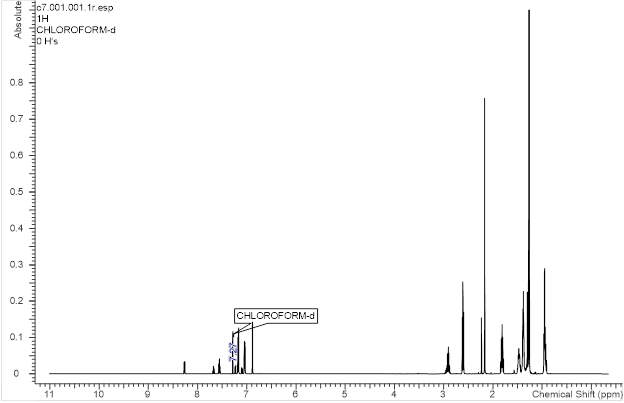 c7.001.001.1r.esp
1H
CHLOROFORM-d
0 H's
Absolute
0.8
0.7
0.6
0.5
0.4
0.3
0.2
0.1
0
CHLOROFORM-d
11 10 9 8 7 6 5 4 3 2 1
Chemical Shift (ppm)